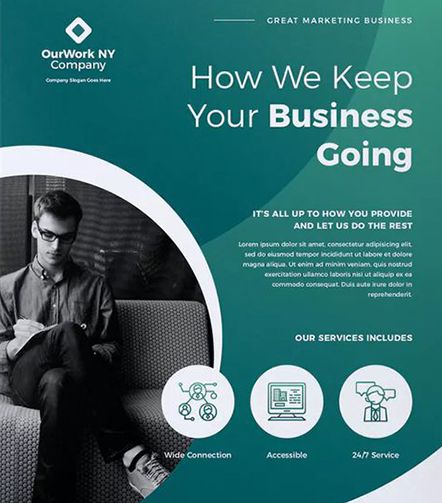 GREAT MARKETING BUSINESS
OurWork NY
Company
Company Slogan Goes Here
How We Keep
Your Business
Going
IT'S ALL UP TO HOW YOU PROVIDE
AND LET US DO THE REST
Lorem ipsum dolor sit amet, consectetur adipiscing elit,
sed do eiusmod tempor incididunt ut labore et dolore
magna aliqua. Ut enim ad minim veniam, quis nostrud
exercitation ullamco laboris nisi ut aliquip ex ea
commodo consequat. Duis aute irure dolor in
reprehenderit.
OUR SERVICES INCLUDES
Wide Connection
Accessible
24/7 Service